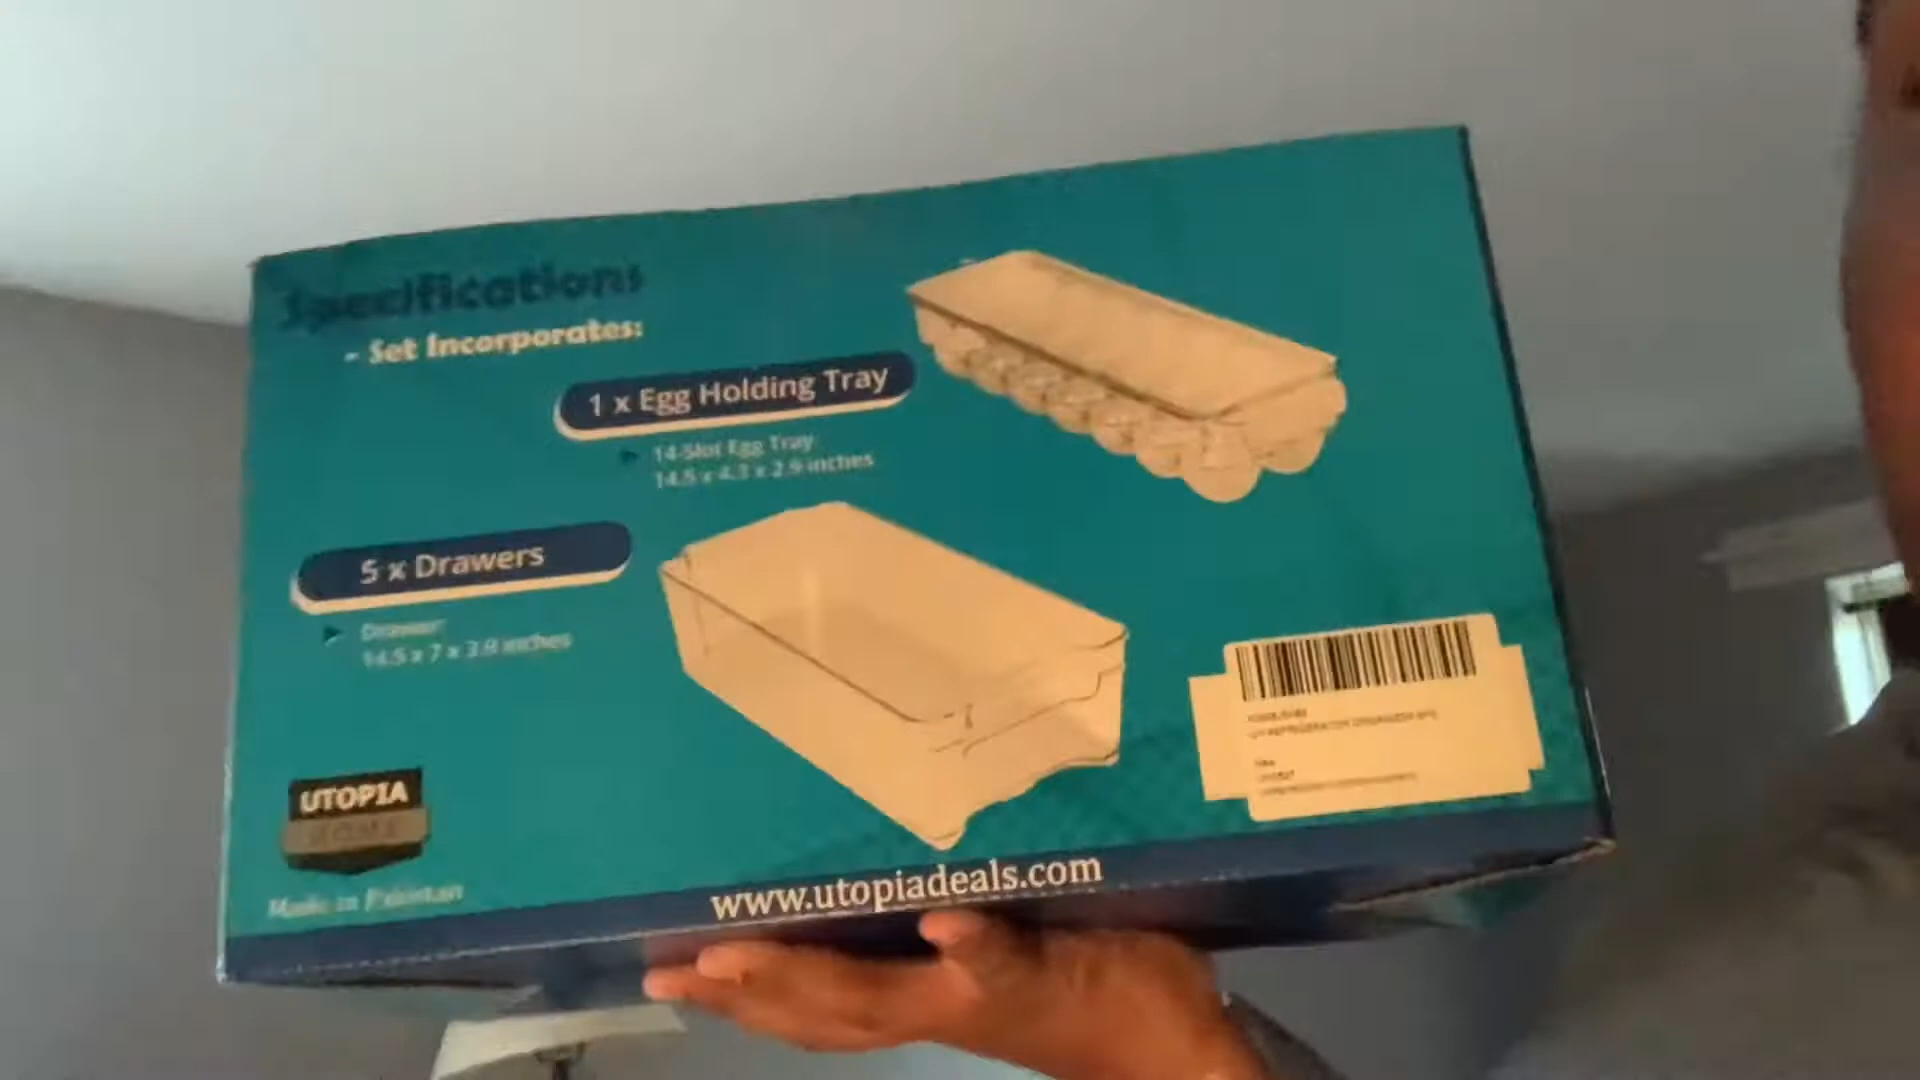 Specifications
- Set Incorporates:
1 x Egg Holding Tray
14-Slot Egg Tray:
14.5 x 4.3 x 2.9 inches
5 x Drawers
Drawer:
14.5 x 7 x 3.9 inches
UTOPIA
HOME
Made in Pakistan
www.utopiadeals.com